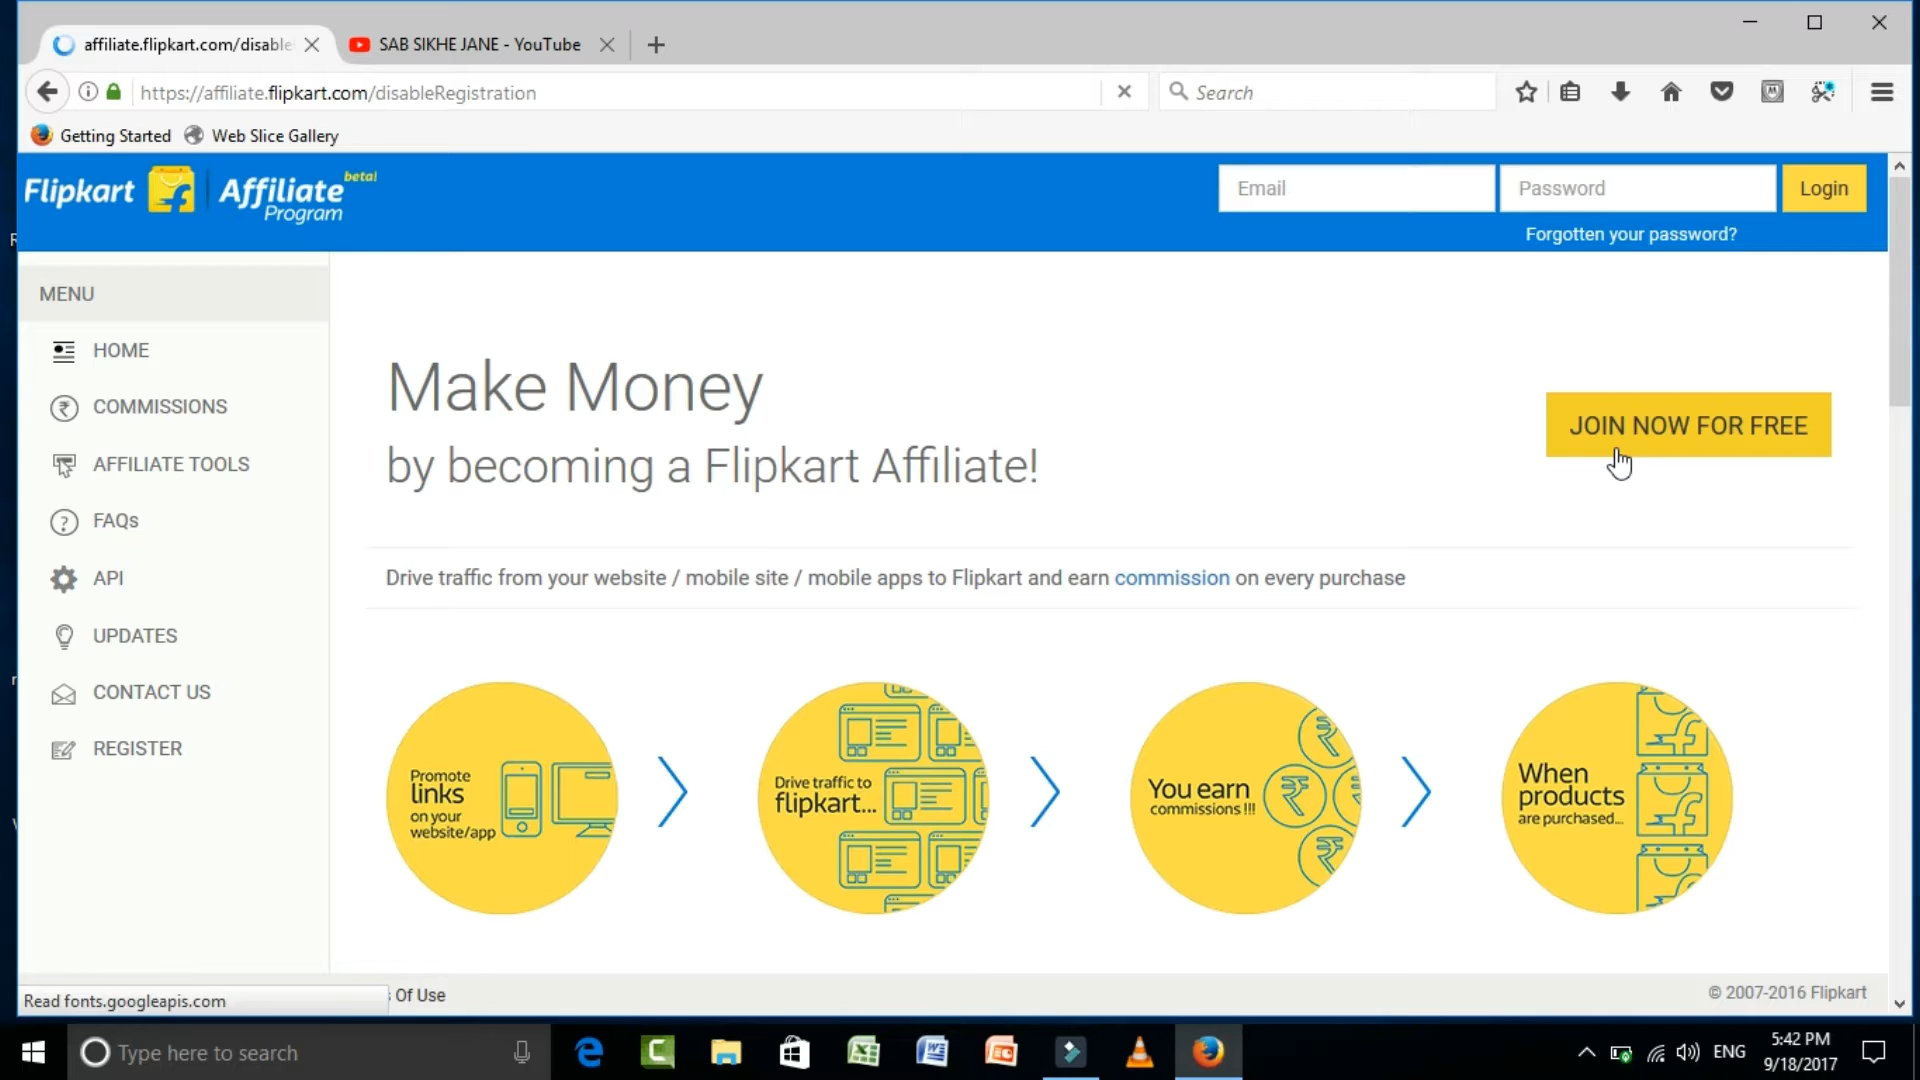 affiliate.flipkart.com/disable
SAB SIKHE JANE - YouTube
https://affiliate.flipkart.com/disableRegistration
Search
Getting Started
Web Slice Gallery
Flipkart
Affiliate
Program
beta!
Email
Password
Login
Forgotten your password?
MENU
HOME
COMMISSIONS
AFFILIATE TOOLS
FAQs
API
UPDATES
CONTACT US
REGISTER
Make Money
by becoming a Flipkart Affiliate!
JOIN NOW FOR FREE
Drive traffic from your website / mobile site / mobile apps to Flipkart and earn commission on every purchase
Promote
links
on your
website/app
Drive traffic to
flipkart...
You earn
commissions !!!
When
products
are purchased...
Read fonts.googleapis.com
Of Use
© 2007-2016 Flipkart
Type here to search
ENG
5:42 PM
9/18/2017